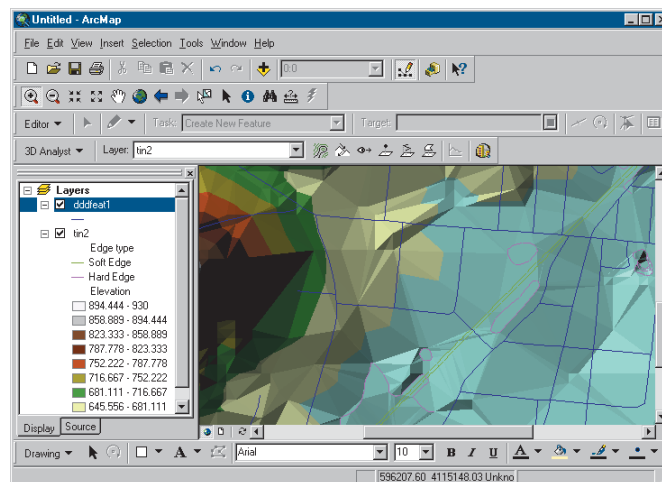 Untitled - ArcMap
File Edit View Insert Selection Tools Window Help
0:0
Editor Task: Create New Feature Target:
3D Analyst Layer: tin2
Layers
dddfeat1
tin2
Edge type
Soft Edge
Hard Edge
Elevation
894.444 - 930
858.889 - 894.444
823.333 - 858.889
787.778 - 823.333
752.222 - 787.778
716.667 - 752.222
681.111 - 716.667
645.556 - 681.111
Display Source
Drawing A Arial 10 B I U A
596207.60 4115148.03 Unkno